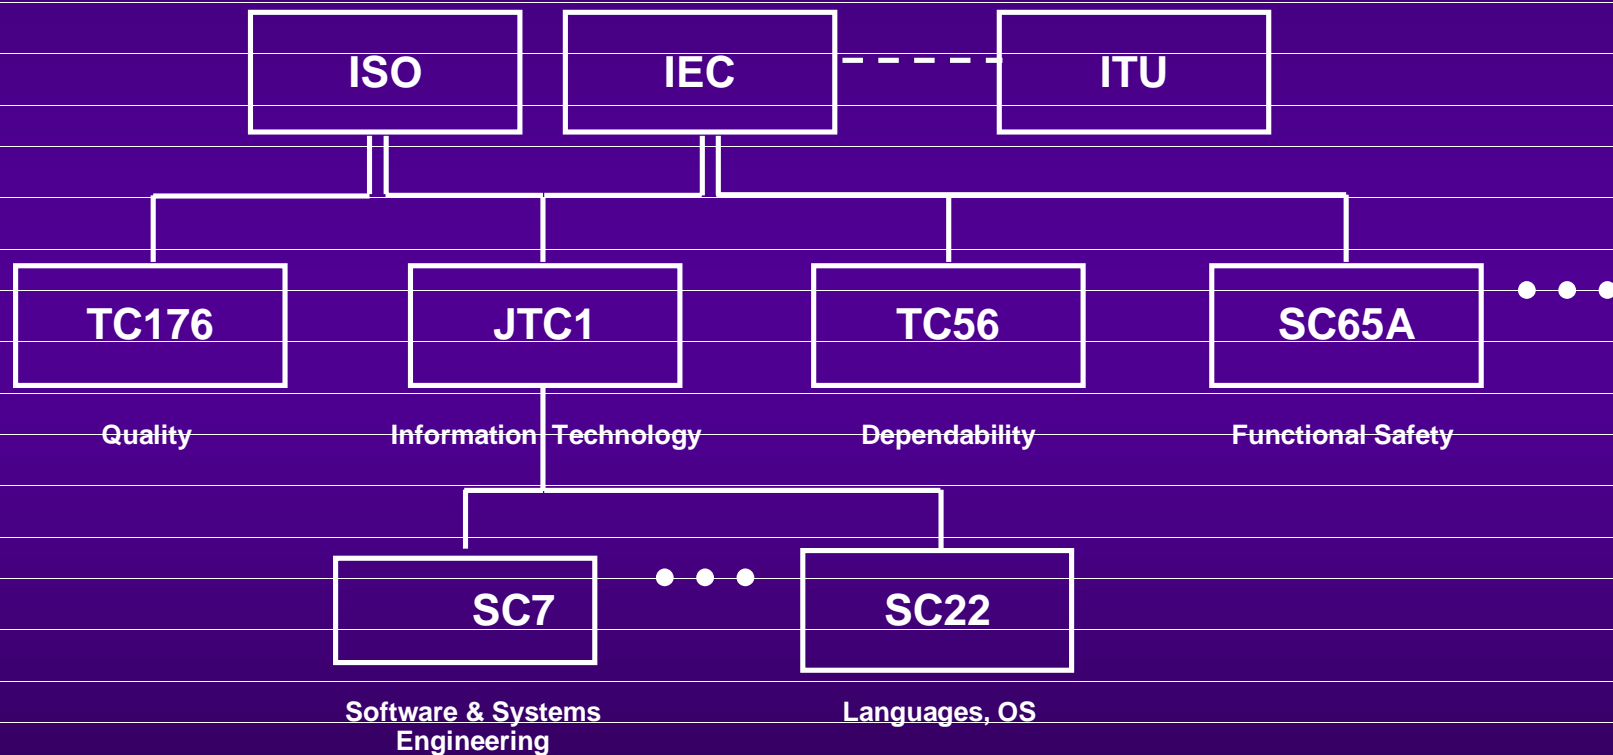 ISO
IEC
ITU
TC176
JTC1
TC56
SC65A
Quality
Information Technology
Dependability
Functional Safety
SC7
SC22
Software & Systems
Engineering
Languages, OS